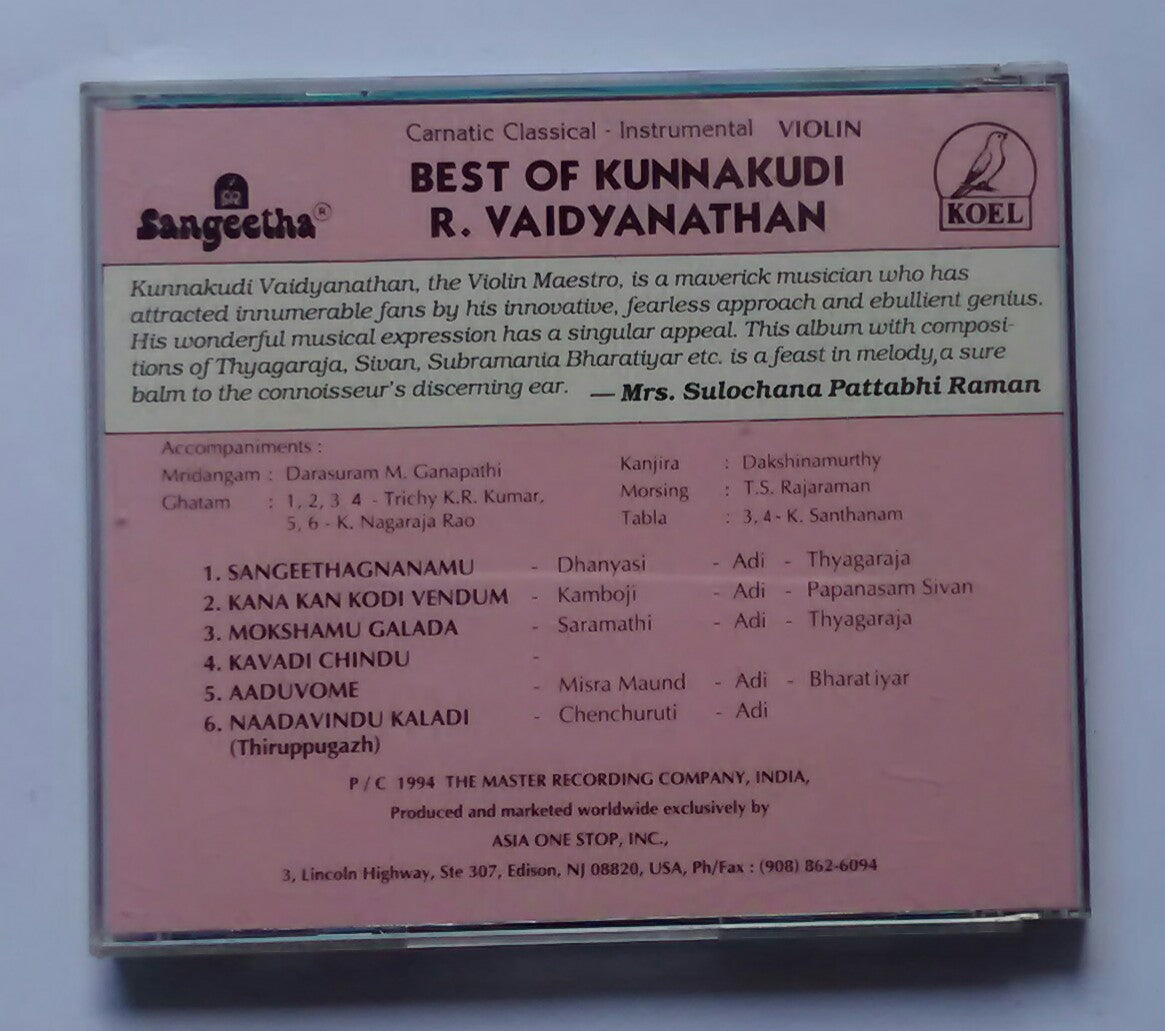 Carnatic Classical - Instrumental VIOLIN
BEST OF KUNNAKUDI
R. VAIDYANATHAN
Sangeetha ®
KOEL
Kunnakudi Vaidyanathan, the Violin Maestro, is a maverick musician who has
attracted innumerable fans by his innovative, fearless approach and ebullient genius.
His wonderful musical expression has a singular appeal. This album with composi-
tions of Thyagaraja, Sivan, Subramania Bharatiyar etc. is a feast in melody, a sure
balm to the connoisseur's discerning ear. — Mrs. Sulochana Pattabhi Raman
Accompaniments :
Mridangam : Darasuram M. Ganapathi
Ghatam : 1, 2, 3 4 - Trichy K.R. Kumar,
5, 6 - K. Nagaraja Rao
Kanjira : Dakshinamurthy
Morsing : T.S. Rajaraman
Tabla : 3, 4 - K. Santhanam
1. SANGEETHAGNANAMU - Dhanyasi - Adi - Thyagaraja
2. KANA KAN KODI VENDUM - Kamboji - Adi - Papanasam Sivan
3. MOKSHAMU GALADA - Saramathi - Adi - Thyagaraja
4. KAVADI CHINDU -
5. AADUVOME - Misra Maund - Adi - Bharatiyar
6. NAADAVINDU KALADI - Chenchuruti - Adi
(Thiruppugazh)
P / C 1994 THE MASTER RECORDING COMPANY, INDIA,
Produced and marketed worldwide exclusively by
ASIA ONE STOP, INC.,
3, Lincoln Highway, Ste 307, Edison, NJ 08820, USA, Ph/Fax : (908) 862-6094